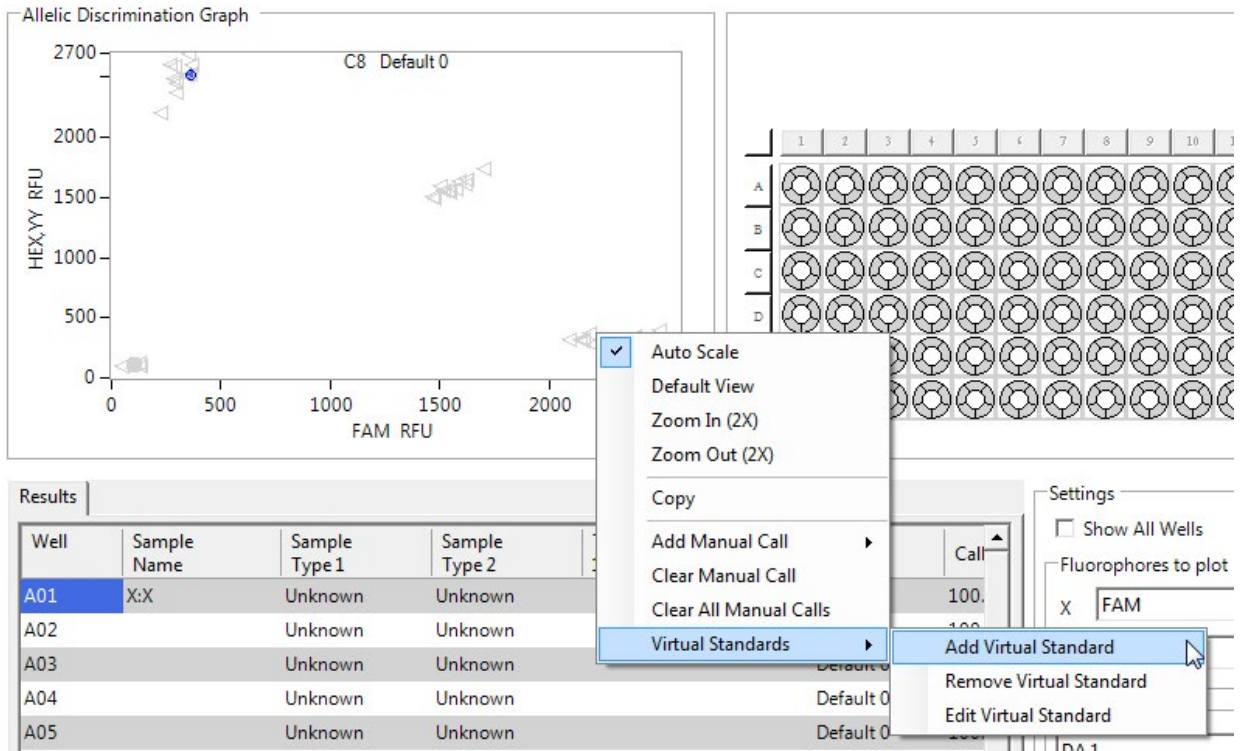 Allelic Discrimination Graph
C8 Default 0
2700
2000
1500
1000
500
0
HEX,YY RFU
0 500 1000 1500 2000
FAM RFU
1 2 3 4 5 6 7 8 9 10
A
B
C
D
Auto Scale
Default View
Zoom In (2X)
Zoom Out (2X)
Copy
Add Manual Call
Clear Manual Call
Clear All Manual Calls
Virtual Standards
Add Virtual Standard
Remove Virtual Standard
Edit Virtual Standard
Results
Well Sample Name Sample Type 1 Sample Type 2 Call
A01 X:X Unknown Unknown 100.
A02 Unknown Unknown 100.
A03 Unknown Unknown Default 0
A04 Unknown Unknown Default 0
A05 Unknown Unknown Default 0 100.
Settings
Show All Wells
Fluorophores to plot
X FAM